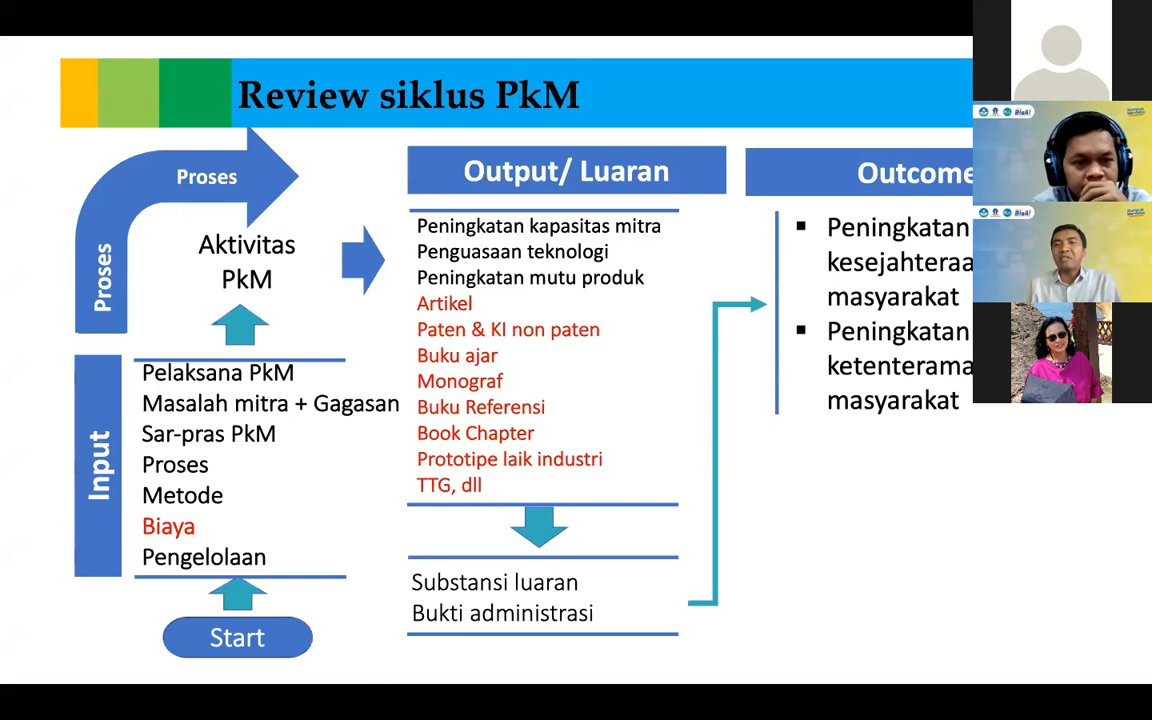 Review siklus PkM
Proses
Proses
Aktivitas
PkM
Input
Pelaksana PkM
Masalah mitra + Gagasan
Sar-pras PkM
Proses
Metode
Biaya
Pengelolaan
Start
Output/ Luaran
Peningkatan kapasitas mitra
Penguasaan teknologi
Peningkatan mutu produk
Artikel
Paten & KI non paten
Buku ajar
Monograf
Buku Referensi
Book Chapter
Prototipe laik industri
TTG, dll
Substansi luaran
Bukti administrasi
Outcome
▪ Peningkatan
kesejahteraa
masyarakat
▪ Peningkatan
ketenterama
masyarakat
BisA!
BisA!